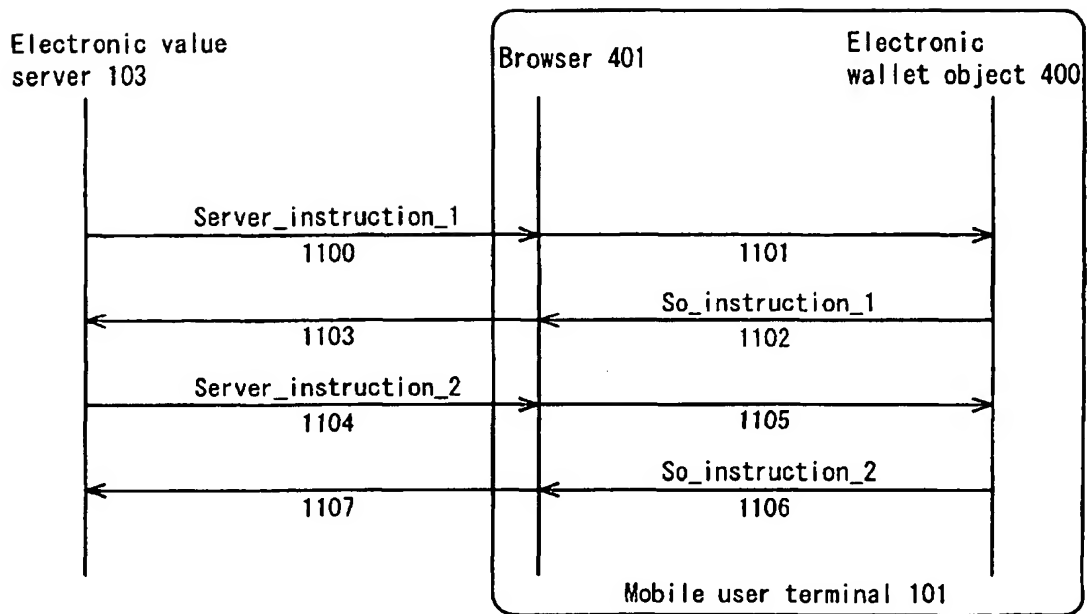 Electronic value
server 103
Browser 401
Electronic
wallet object 400
Server_instruction_1
1100
1101
So_instruction_1
1103
1102
Server_instruction_2
1104
1105
So_instruction_2
1107
1106
Mobile user terminal 101